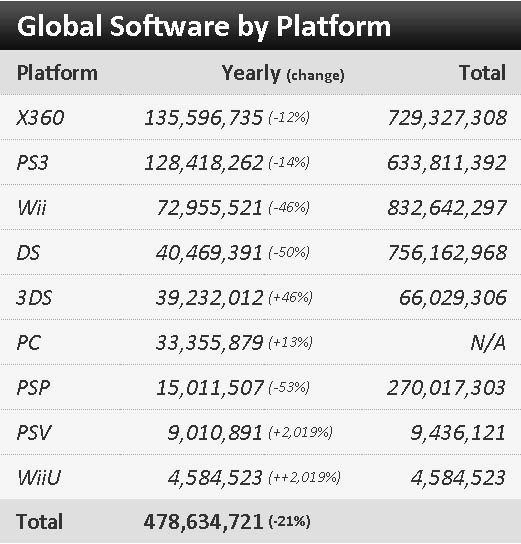 Global Software by Platform
Platform Yearly (change) Total
X360 135,596,735 (-12%) 729,327,308
PS3 128,418,262 (-14%) 633,811,392
Wii 72,955,521 (-46%) 832,642,297
DS 40,469,391 (-50%) 756,162,968
3DS 39,232,012 (+46%) 66,029,306
PC 33,355,879 (+13%) N/A
PSP 15,011,507 (-53%) 270,017,303
PSV 9,010,891 (+2,019%) 9,436,121
WiiU 4,584,523 (++2,019%) 4,584,523
Total 478,634,721 (-21%)